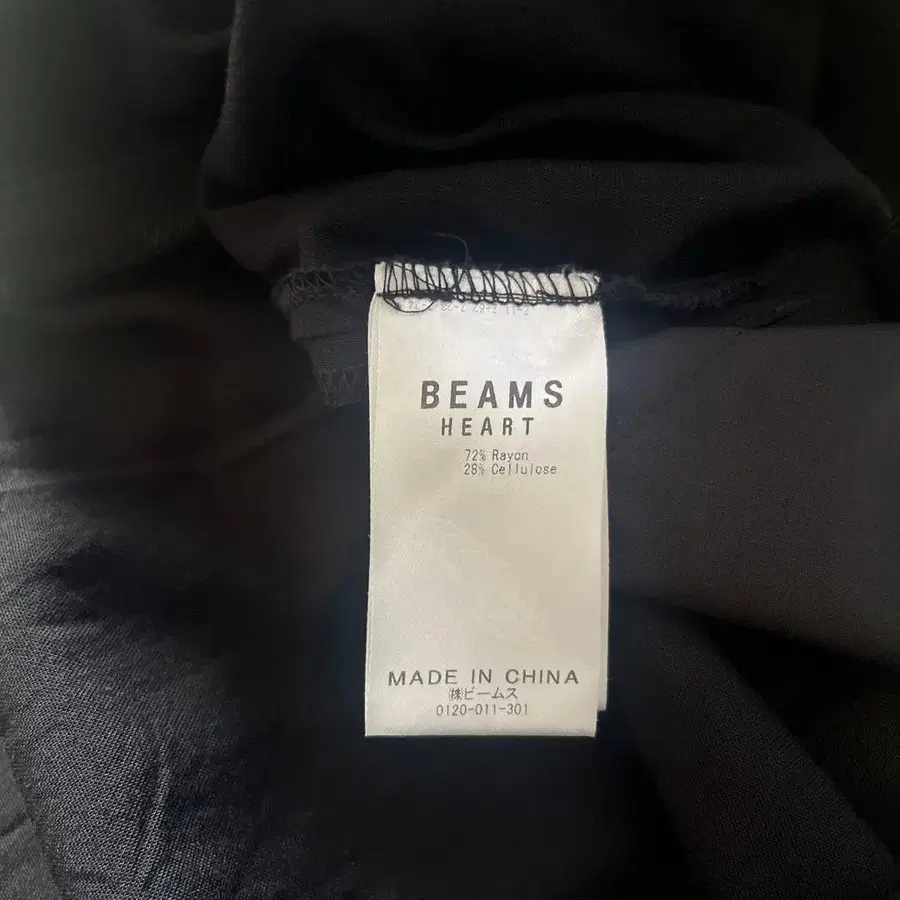 BEAMS
HEART
72% Rayon
28% Cellulose
MADE IN CHINA
㈱ビームス
0120-011-301